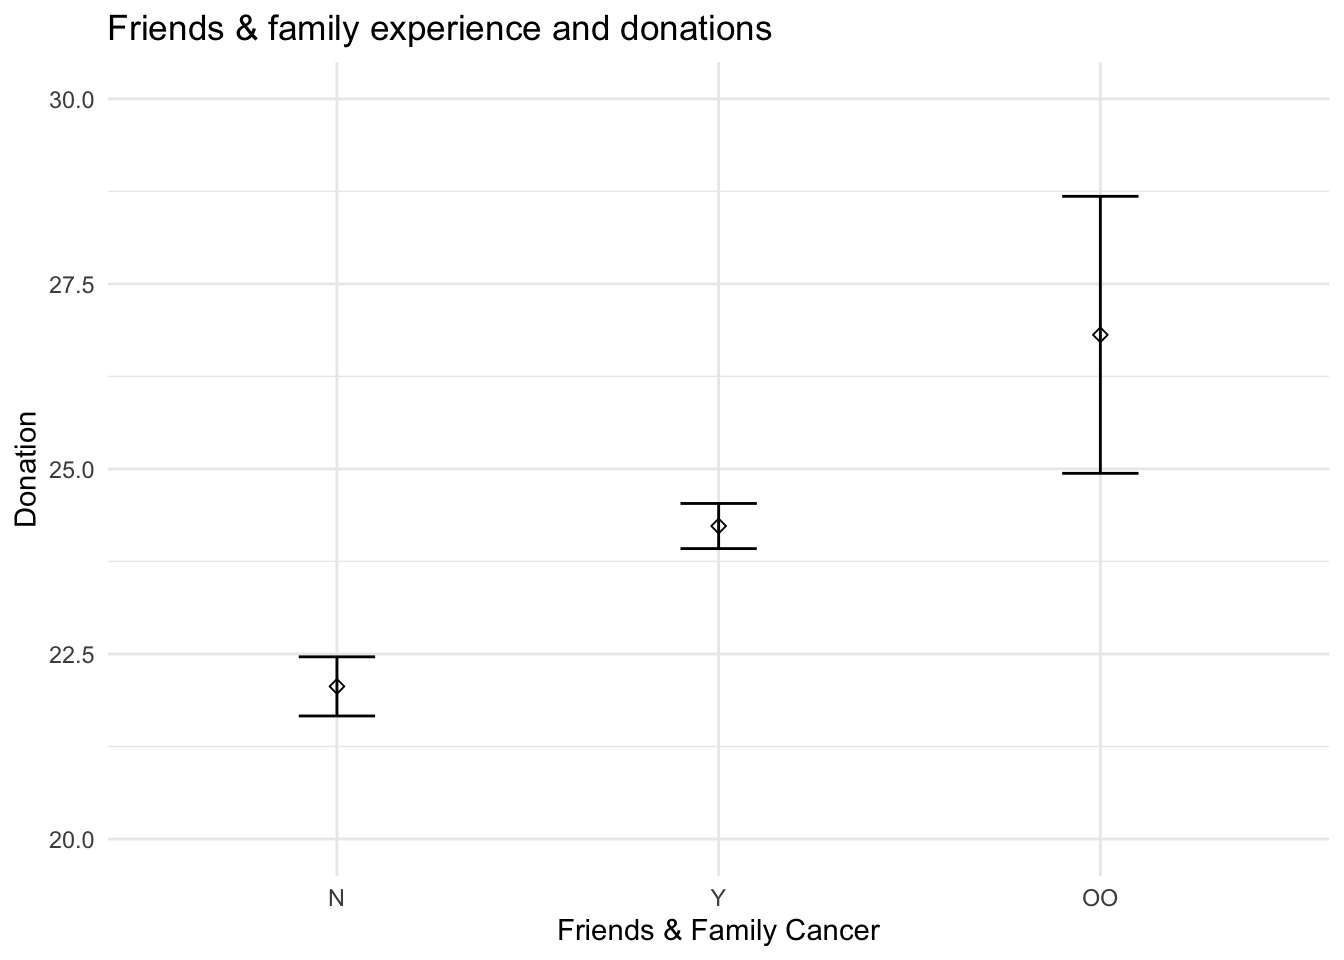 Friends & family experience and donations
30.0
27.5
25.0
22.5
20.0
Donation
N Y OO
Friends & Family Cancer